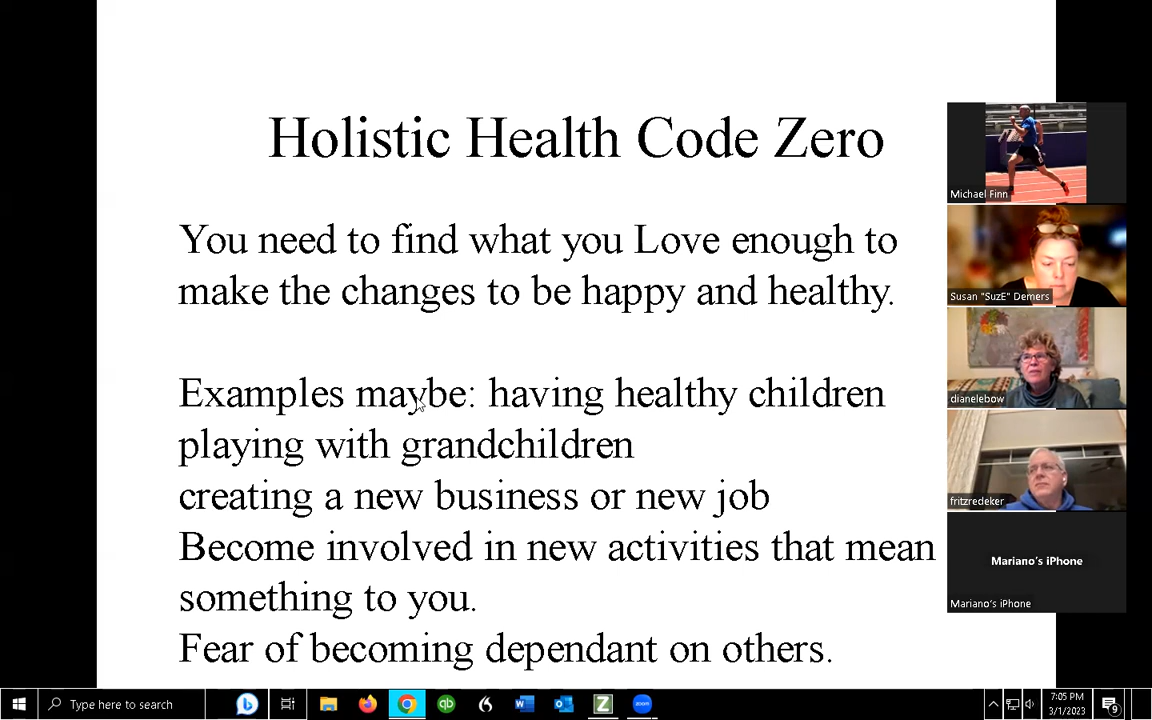 Holistic Health Code Zero
You need to find what you Love enough to
make the changes to be happy and healthy.
Examples maybe: having healthy children
playing with grandchildren
creating a new business or new job
Become involved in new activities that mean
something to you.
Fear of becoming dependant on others.
Michael Finn
Susan "SuzE" Demers
dianelebow
fritzredeker
Mariano's iPhone
Mariano's iPhone
Type here to search
7:05 PM
3/1/2023
9